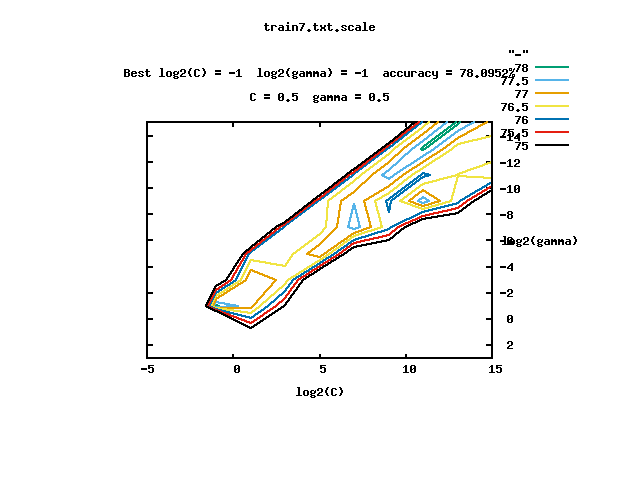 train7.txt.scale
"-"
Best log2(C) = -1 log2(gamma) = -1 accuracy = 78.0952%
78
77.5
C = 0.5 gamma = 0.5
77
76.5
76
75.5
75
-14
-12
-10
-8
-6
log2(gamma)
-4
-2
0
2
-5 0 5 10 15
log2(C)